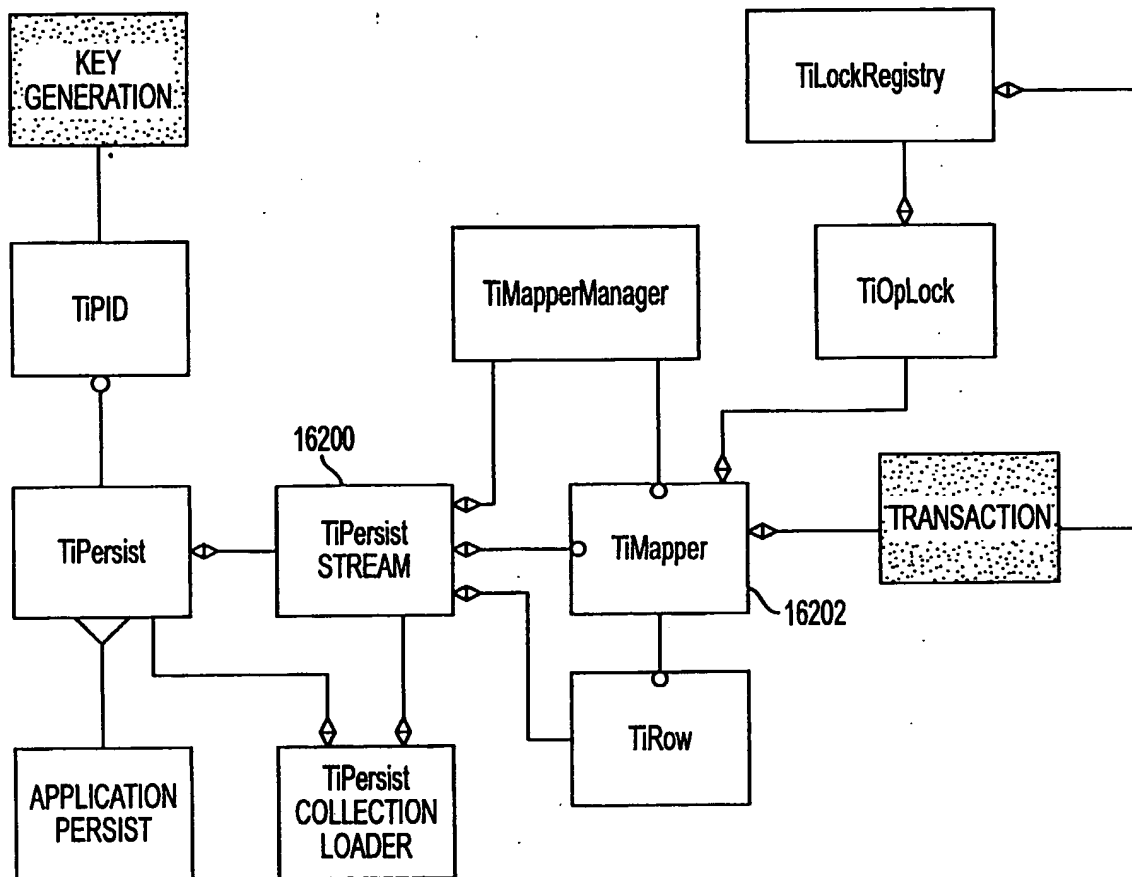 KEY
GENERATION
TiLockRegistry
TiPID
TiMapperManager
TiOpLock
16200
TiPersist
TiPersist
STREAM
TiMapper
TRANSACTION
16202
TiRow
APPLICATION
PERSIST
TiPersist
COLLECTION
LOADER